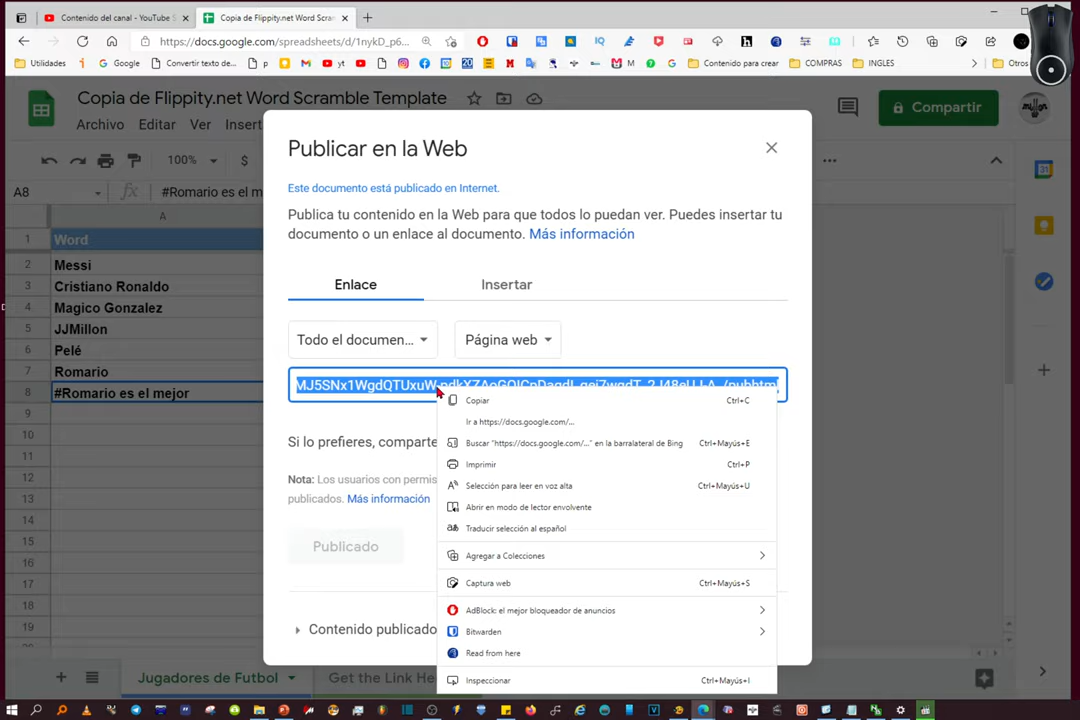 Contenido del canal - YouTube S
Copia de Flippity.net Word Scram
https://docs.google.com/spreadsheets/d/1nykD_p6...
Utilidades
Google
Convertir texto de...
p
yt
M
Contenido para crear
COMPRAS
INGLES
Otros
Copia de Flippity.net Word Scramble Template
Archivo
Editar
Ver
Insert
Compartir
100%
$
A8
fx
#Romario es el m
A
1 Word
2 Messi
3 Cristiano Ronaldo
4 Magico Gonzalez
5 JJMillon
6 Pelé
7 Romario
8 #Romario es el mejor
9
10
11
12
13
14
15
16
17
18
19
Publicar en la Web
Este documento está publicado en Internet.
Publica tu contenido en la Web para que todos lo puedan ver. Puedes insertar tu
documento o un enlace al documento. Más información
Enlace
Insertar
Todo el documen...
Página web
Si lo prefieres, comparte
Nota: Los usuarios con permis
publicados. Más información
Publicado
Contenido publicado
Copiar Ctrl+C
Ir a https://docs.google.com/...
Buscar "https://docs.google.com/..." en la barralateral de Bing Ctrl+Mayús+E
Imprimir Ctrl+P
Selección para leer en voz alta Ctrl+Mayús+U
Abrir en modo de lector envolvente
Traducir selección al español
Agregar a Colecciones
Captura web Ctrl+Mayús+S
AdBlock: el mejor bloqueador de anuncios
Bitwarden
Read from here
Inspeccionar Ctrl+Mayús+I
Jugadores de Futbol
Get the Link He